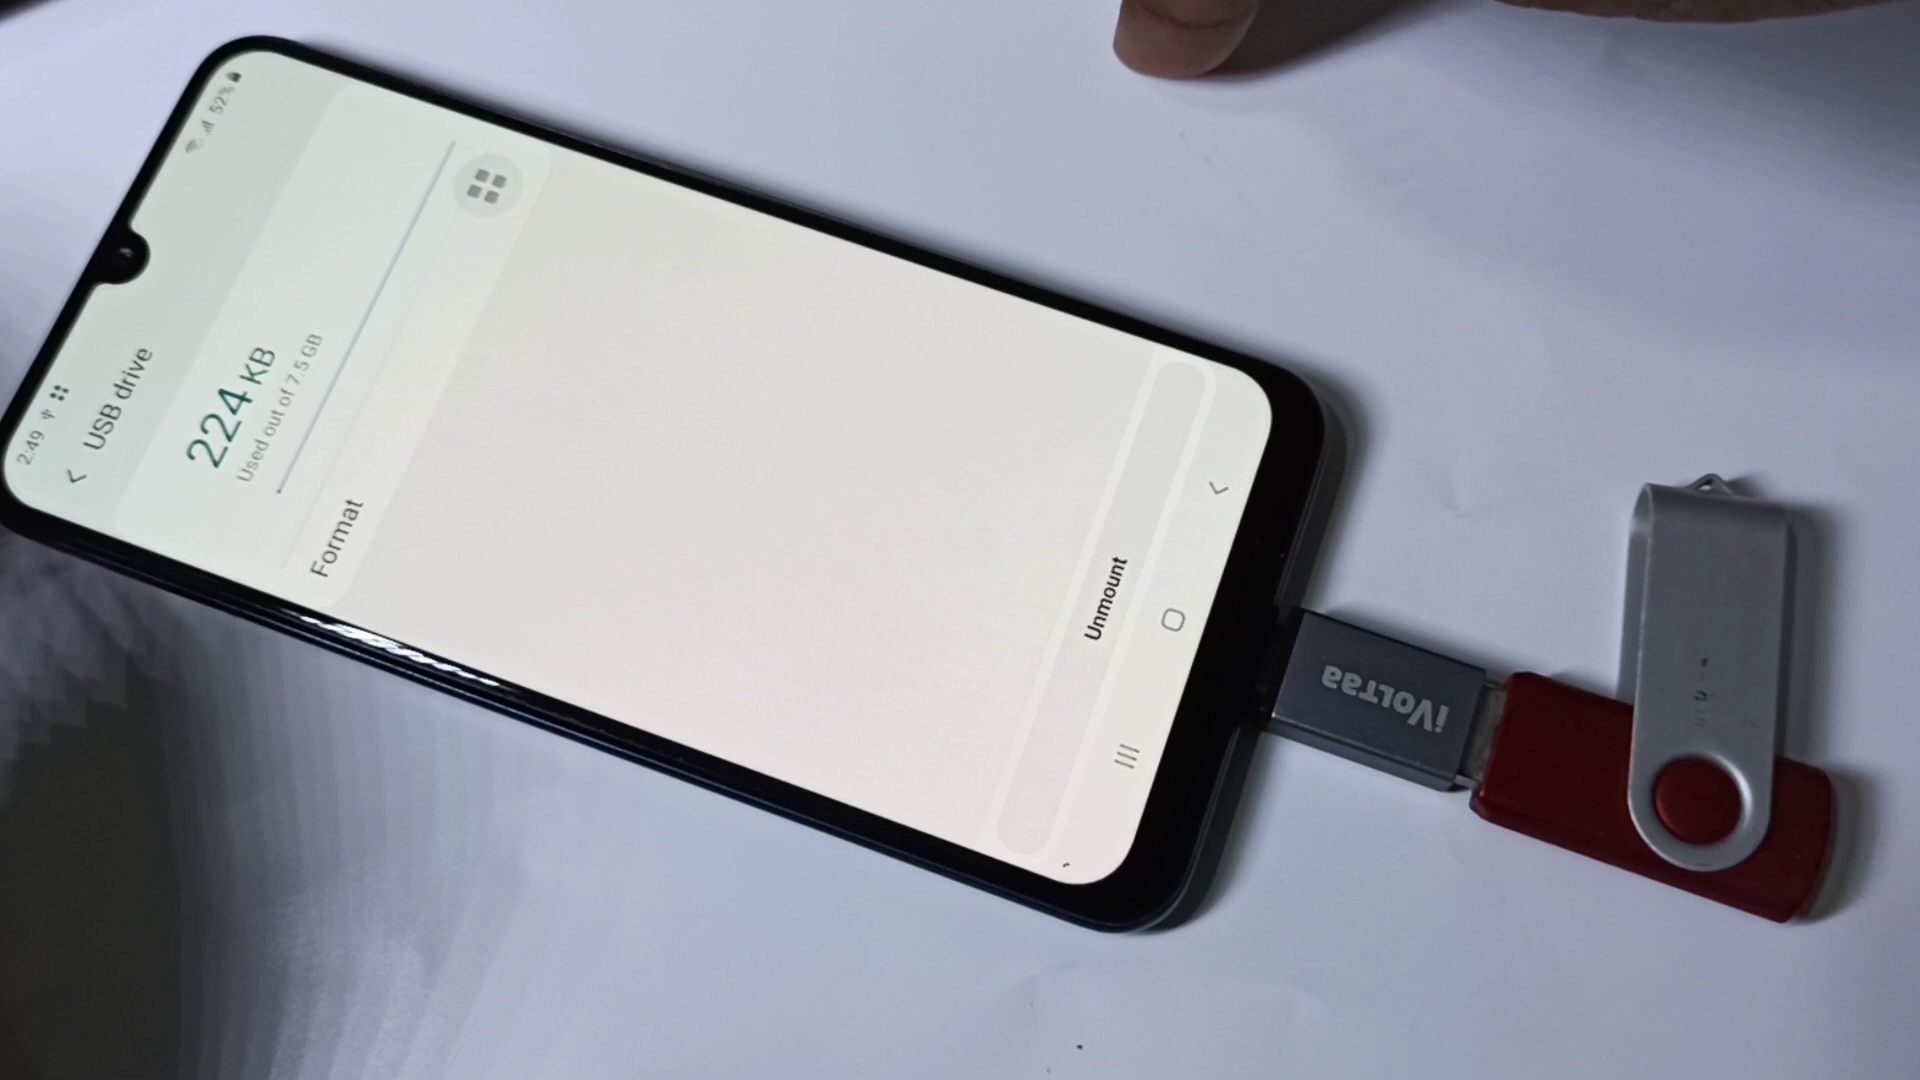 2:49
52%
USB drive
224 KB
Used out of 7.5 GB
Format
Unmount
iVoltaa